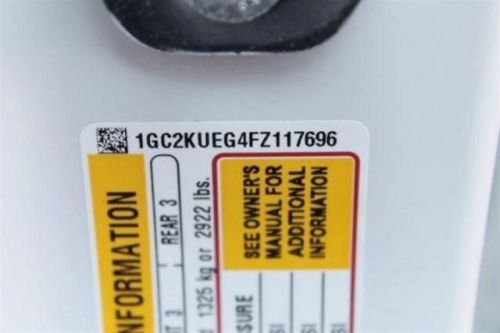 1GC2KUEG4FZ117696
SEE OWNER'S
MANUAL FOR
ADDITIONAL
INFORMATION
INFORMATION
REAR 3
1325 kg or 2922 lbs.